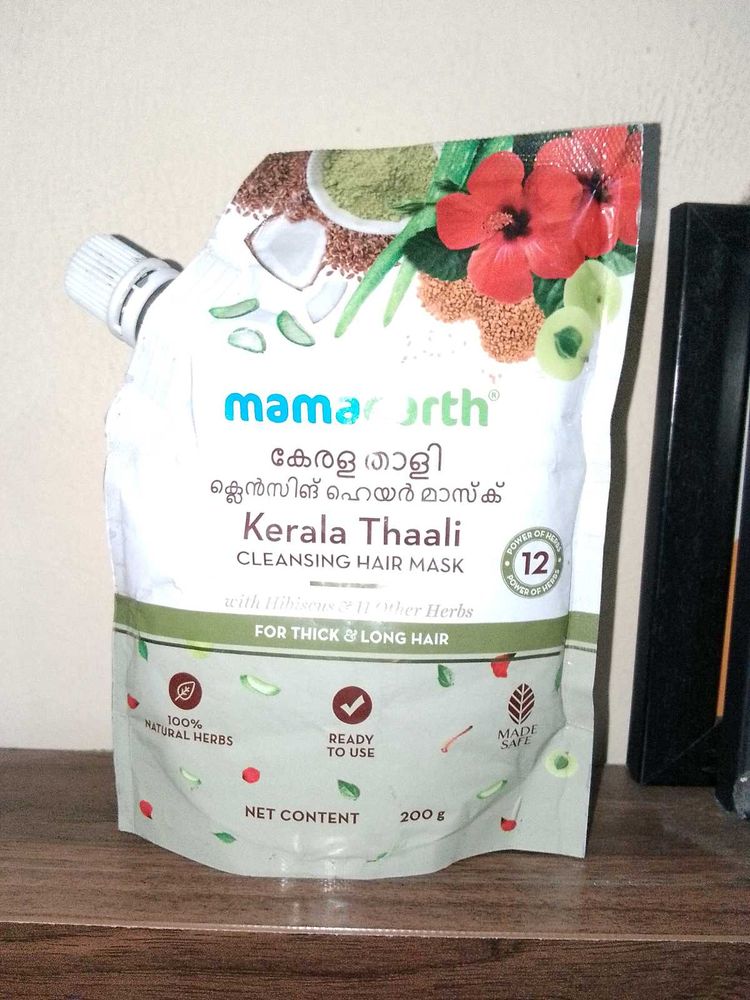 mamaearth®
കേരള താളി
ക്ലെൻസിങ് ഹെയർ മാസ്ക്
Kerala Thaali
CLEANSING HAIR MASK
POWER OF HERBS
12
POWER OF HERBS
with Hibiscus & 11 Other Herbs
FOR THICK & LONG HAIR
100%
NATURAL HERBS
READY
TO USE
MADE
SAFE
NET CONTENT 200 g